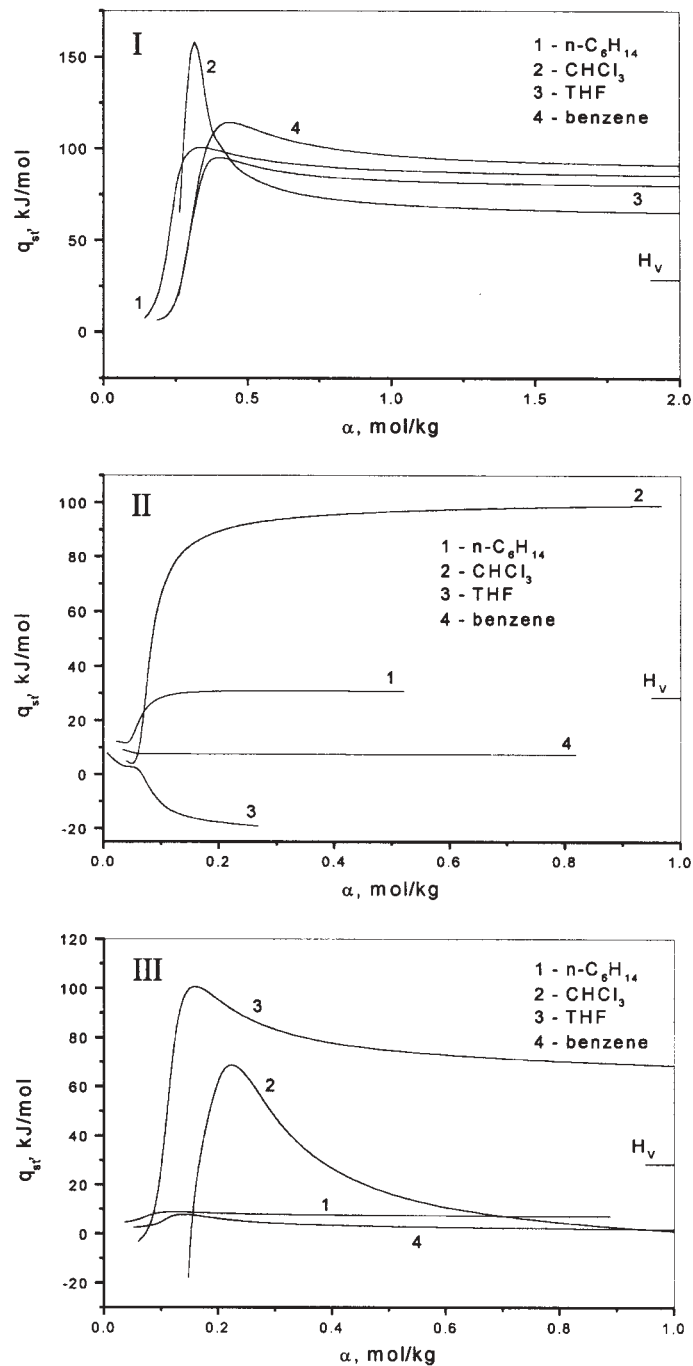 I
1 - n-C₆H₁₄
2 - CHCl₃
3 - THF
4 - benzene
150
100
50
0
qst, kJ/mol
1
2
3
4
Hv
0.0 0.5 1.0 1.5 2.0
α, mol/kg
II
1 - n-C₆H₁₄
2 - CHCl₃
3 - THF
4 - benzene
100
80
60
40
20
0
-20
qst, kJ/mol
2
1
4
3
Hv
0.0 0.2 0.4 0.6 0.8 1.0
α, mol/kg
III
1 - n-C₆H₁₄
2 - CHCl₃
3 - THF
4 - benzene
120
100
80
60
40
20
0
-20
qst, kJ/mol
3
2
1
4
Hv
0.0 0.2 0.4 0.6 0.8 1.0
α, mol/kg